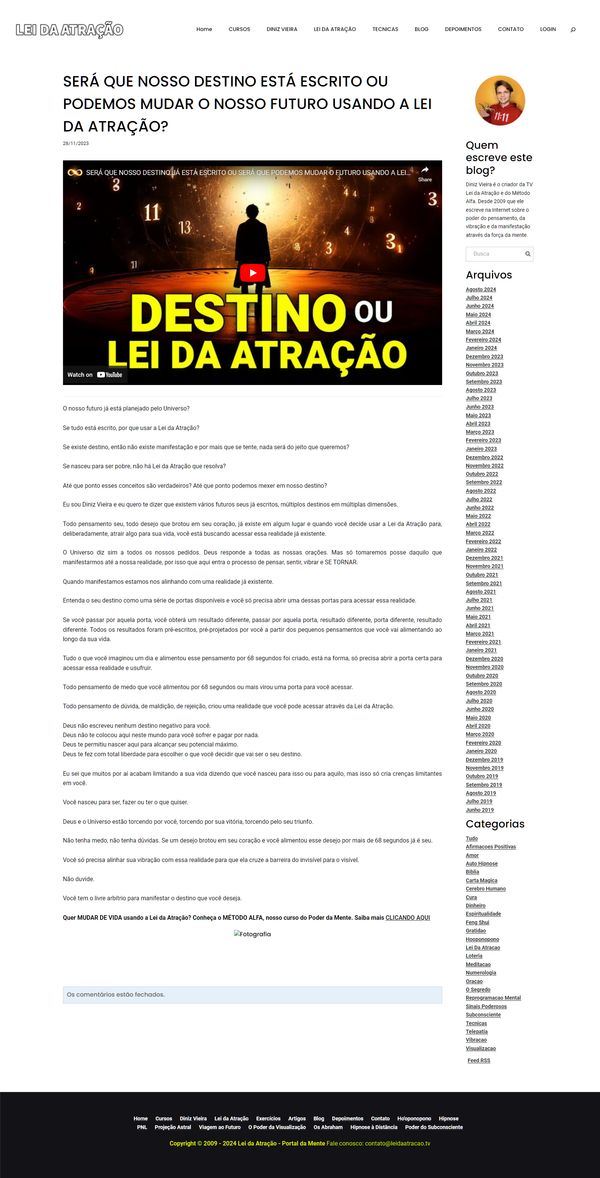 LEI DA ATRAÇÃO
Home CURSOS DINIZ VIEIRA LEI DA ATRAÇÃO TECNICAS BLOG DEPOIMENTOS CONTATO LOGIN
SERÁ QUE NOSSO DESTINO ESTÁ ESCRITO OU
PODEMOS MUDAR O NOSSO FUTURO USANDO A LEI
DA ATRAÇÃO?
28/11/2023
SERÁ QUE NOSSO DESTINO JÁ ESTÁ ESCRITO OU SERÁ QUE PODEMOS MUDAR O FUTURO USANDO A LEI...
Share
DESTINO OU
LEI DA ATRAÇÃO
Watch on YouTube
O nosso futuro já está planejado pelo Universo?
Se tudo está escrito, por que usar a Lei da Atração?
Se existe destino, então não existe manifestação e por mais que se tente, nada será do jeito que queremos?
Se nasceu para ser pobre, não há Lei da Atração que resolva?
Até que ponto esses conceitos são verdadeiros? Até que ponto podemos mexer em nosso destino?
Eu sou Diniz Vieira e eu quero te dizer que existem vários futuros seus já escritos, múltiplos destinos em múltiplas dimensões.
Todo pensamento seu, todo desejo que brotou em seu coração, já existe em algum lugar e quando você decide usar a Lei da Atração para,
deliberadamente, atrair algo para sua vida, você está buscando acessar essa realidade já existente.
O Universo diz sim a todos os nossos pedidos. Deus responde a todas as nossas orações. Mas só tomaremos posse daquilo que
manifestarmos até a nossa realidade, por isso que aqui entra o processo de pensar, sentir, vibrar e SE TORNAR.
Quando manifestamos estamos nos alinhando com uma realidade já existente.
Entenda o seu destino como uma série de portas disponíveis e você só precisa abrir uma dessas portas para acessar essa realidade.
Se você passar por aquela porta, você obterá um resultado diferente, passar por aquela porta, resultado diferente, porta diferente, resultado
diferente. Todos os resultados foram pré-escritos, pré-projetados por você a partir dos pequenos pensamentos que você vai alimentando ao
longo da sua vida.
Tudo o que você imaginou um dia e alimentou esse pensamento por 68 segundos foi criado, está na forma, só precisa abrir a porta certa para
acessar essa realidade e usufruir.
Todo pensamento de medo que você alimentou por 68 segundos ou mais virou uma porta para você acessar.
Todo pensamento de dúvida, de maldição, de rejeição, criou uma realidade que você pode acessar através da Lei da Atração.
Deus não escreveu nenhum destino negativo para você.
Deus não te colocou aqui neste mundo para você sofrer e pagar por nada.
Deus te permitiu nascer aqui para alcançar seu potencial máximo.
Deus te fez com total liberdade para escolher o que você decidir que vai ser o seu destino.
Eu sei que muitos por aí acabam limitando a sua vida dizendo que você nasceu para isso ou para aquilo, mas isso só cria crenças limitantes
em você.
Você nasceu para ser, fazer ou ter o que quiser.
Deus e o Universo estão torcendo por você, torcendo por sua vitória, torcendo pelo seu triunfo.
Não tenha medo, não tenha dúvidas. Se um desejo brotou em seu coração e você alimentou esse desejo por mais de 68 segundos já é seu.
Você só precisa alinhar sua vibração com essa realidade para que ela cruze a barreira do invisível para o visível.
Não duvide.
Você tem o livre arbítrio para manifestar o destino que você deseja.
Quer MUDAR DE VIDA usando a Lei da Atração? Conheça o MÉTODO ALFA, nosso curso do Poder da Mente. Saiba mais CLICANDO AQUI
Fotografia
Os comentários estão fechados.
11:11
Quem
escreve este
blog?
Diniz Vieira é o criador da TV
Lei da Atração e do Método
Alfa. Desde 2009 que ele
escreve na Internet sobre o
poder do pensamento, da
vibração e da manifestação
através da força da mente.
Busca
Arquivos
Agosto 2024
Julho 2024
Junho 2024
Maio 2024
Abril 2024
Março 2024
Fevereiro 2024
Janeiro 2024
Dezembro 2023
Novembro 2023
Outubro 2023
Setembro 2023
Agosto 2023
Julho 2023
Junho 2023
Maio 2023
Abril 2023
Março 2023
Fevereiro 2023
Janeiro 2023
Dezembro 2022
Novembro 2022
Outubro 2022
Setembro 2022
Agosto 2022
Julho 2022
Junho 2022
Maio 2022
Abril 2022
Março 2022
Fevereiro 2022
Janeiro 2022
Dezembro 2021
Novembro 2021
Outubro 2021
Setembro 2021
Agosto 2021
Julho 2021
Junho 2021
Maio 2021
Abril 2021
Março 2021
Fevereiro 2021
Janeiro 2021
Dezembro 2020
Novembro 2020
Outubro 2020
Setembro 2020
Agosto 2020
Julho 2020
Junho 2020
Maio 2020
Abril 2020
Março 2020
Fevereiro 2020
Janeiro 2020
Dezembro 2019
Novembro 2019
Outubro 2019
Setembro 2019
Agosto 2019
Julho 2019
Junho 2019
Categorias
Tudo
Afirmacoes Positivas
Amor
Auto Hipnose
Biblia
Carta Magica
Cerebro Humano
Cura
Dinheiro
Espiritualidade
Feng Shui
Gratidao
Hooponopono
Lei Da Atracao
Loteria
Meditacao
Numerologia
Oracao
O Segredo
Reprogramacao Mental
Sinais Poderosos
Subconsciente
Tecnicas
Telepatia
Vibracao
Visualizacao
Feed RSS
Home Cursos Diniz Vieira Lei da Atração Exercícios Artigos Blog Depoimentos Contato Ho'oponopono Hipnose
PNL Projeção Astral Viagem ao Futuro O Poder da Visualização Os Abraham Hipnose à Distância Poder do Subconsciente
Copyright © 2009 - 2024 Lei da Atração - Portal da Mente Fale conosco: contato@leidaatracao.tv